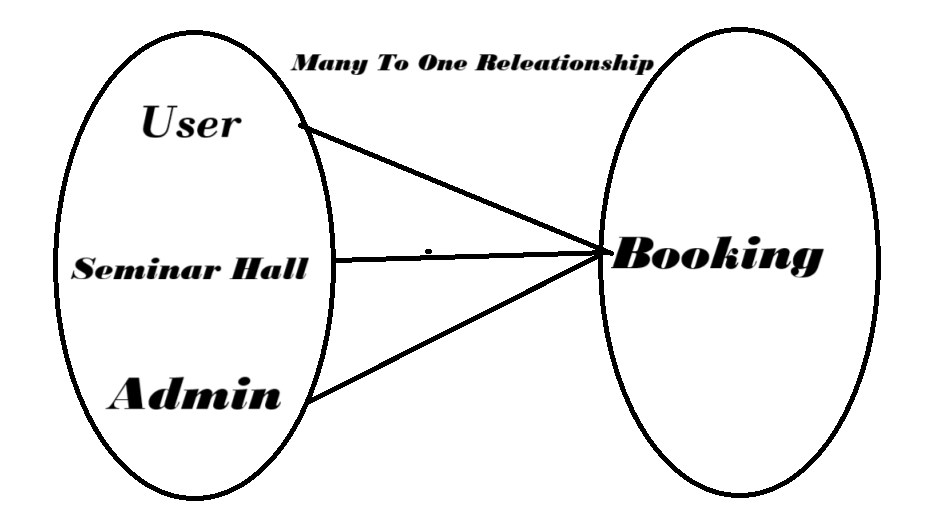 Many To One Releationship
User
Seminar Hall
Booking
Admin